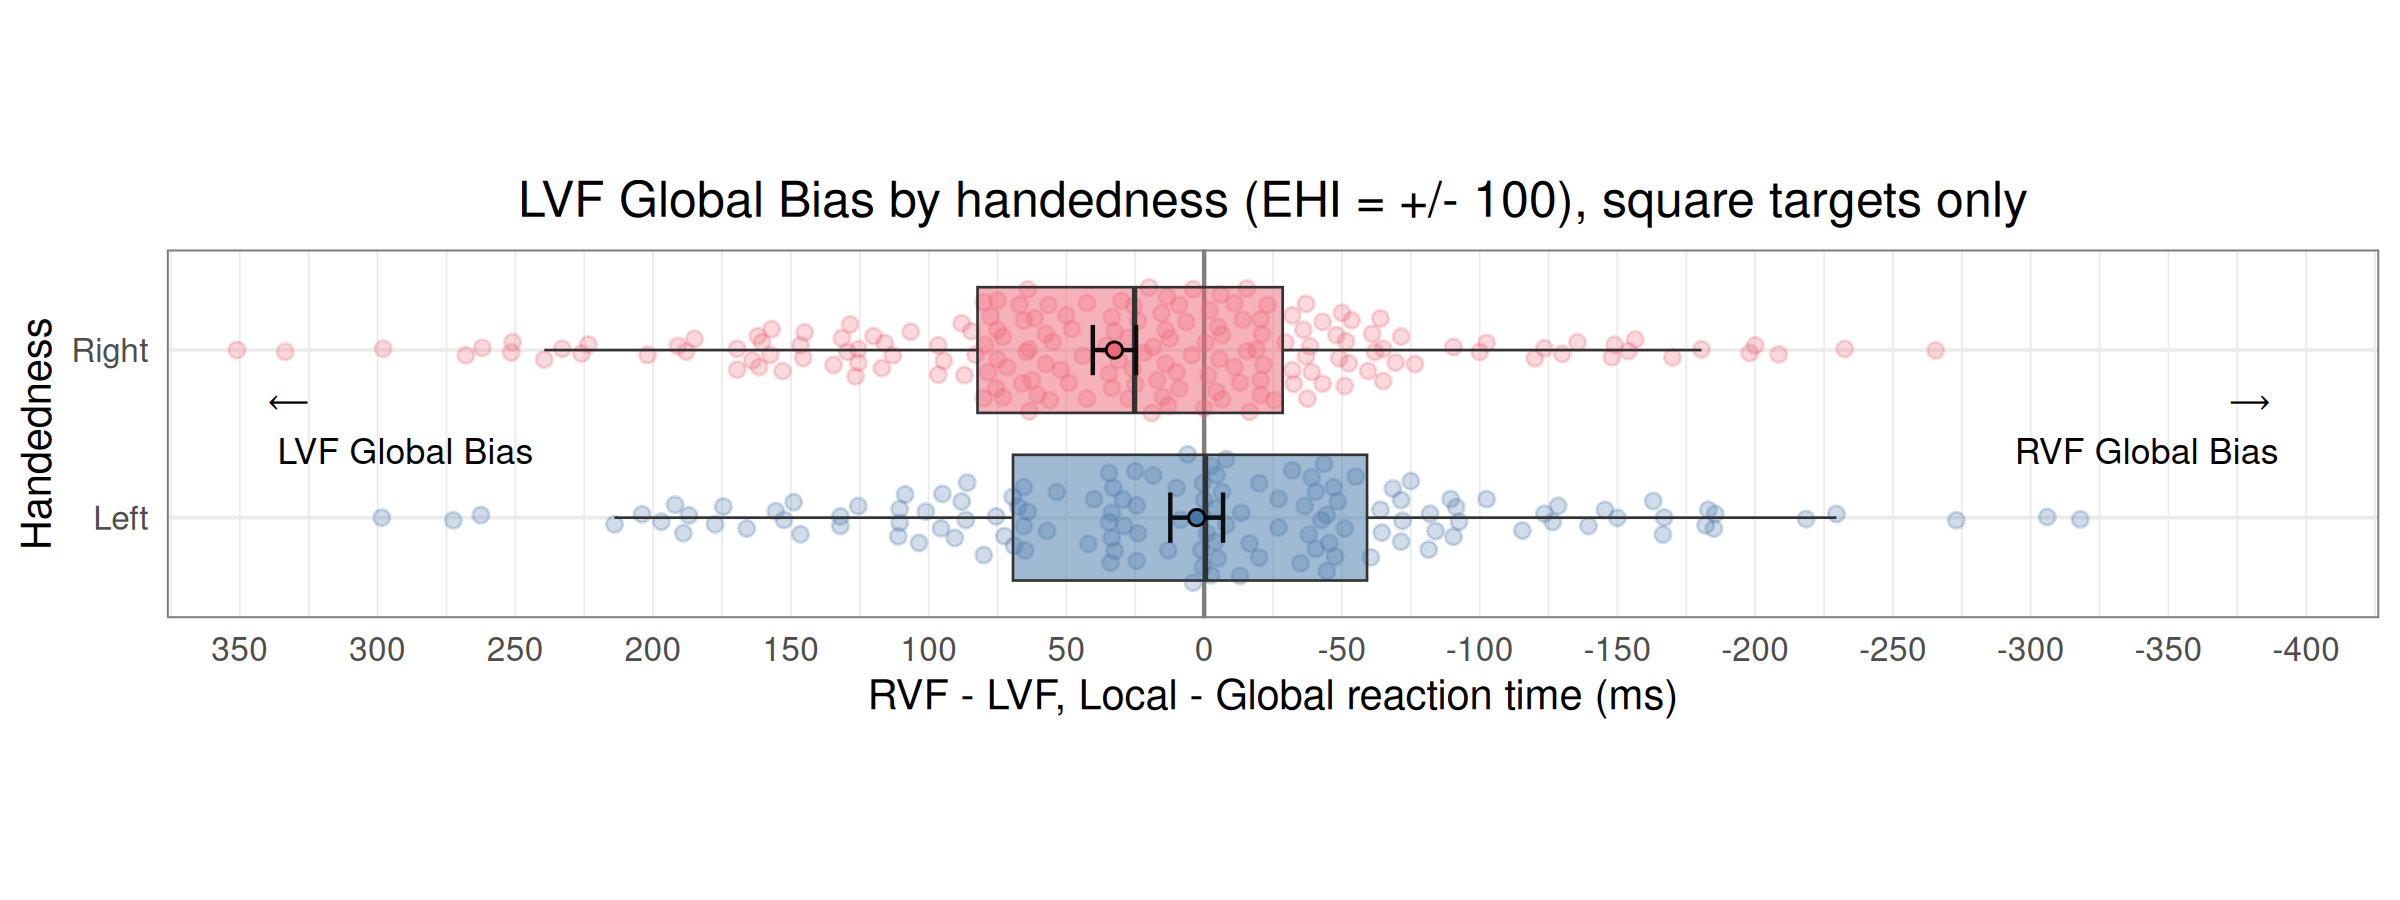 LVF Global Bias by handedness (EHI = +/- 100), square targets only
Handedness
Right
←
→
LVF Global Bias
RVF Global Bias
Left
350 300 250 200 150 100 50 0 -50 -100 -150 -200 -250 -300 -350 -400
RVF - LVF, Local - Global reaction time (ms)